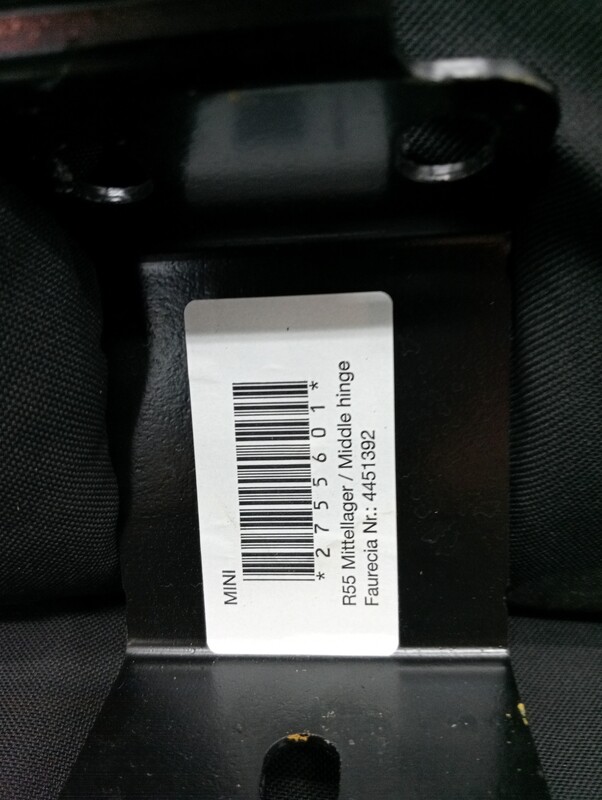 MINI
*2755601*
R55 Mittellager / Middle hinge
Faurecia Nr.: 4451392